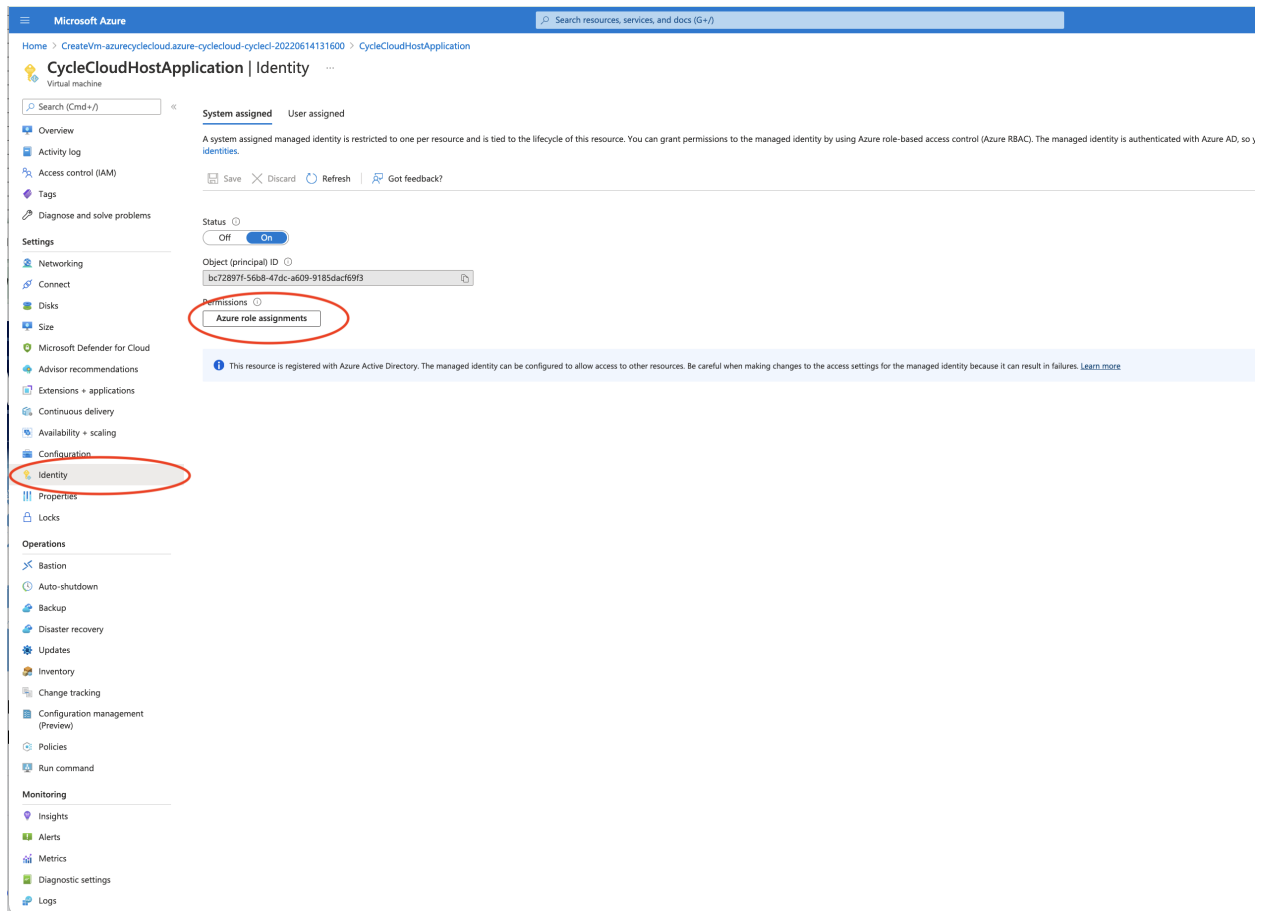 Microsoft Azure
Search resources, services, and docs (G+/)
Home > CreateVm-azurecyclecloud.azure-cyclecloud-cyclecl-20220614131600 > CycleCloudHostApplication
CycleCloudHostApplication | Identity ...
Virtual machine
Search (Cmd+/)
«
Overview
Activity log
Access control (IAM)
Tags
Diagnose and solve problems
Settings
Networking
Connect
Disks
Size
Microsoft Defender for Cloud
Advisor recommendations
Extensions + applications
Continuous delivery
Availability + scaling
Configuration
Identity
Properties
Locks
Operations
Bastion
Auto-shutdown
Backup
Disaster recovery
Updates
Inventory
Change tracking
Configuration management
(Preview)
Policies
Run command
Monitoring
Insights
Alerts
Metrics
Diagnostic settings
Logs
System assigned User assigned
A system assigned managed identity is restricted to one per resource and is tied to the lifecycle of this resource. You can grant permissions to the managed identity by using Azure role-based access control (Azure RBAC). The managed identity is authenticated with Azure AD, so y
identities.
Save Discard Refresh Got feedback?
Status
Off On
Object (principal) ID
bc72897f-56b8-47dc-a609-9185dacf69f3
Permissions
Azure role assignments
This resource is registered with Azure Active Directory. The managed identity can be configured to allow access to other resources. Be careful when making changes to the access settings for the managed identity because it can result in failures. Learn more